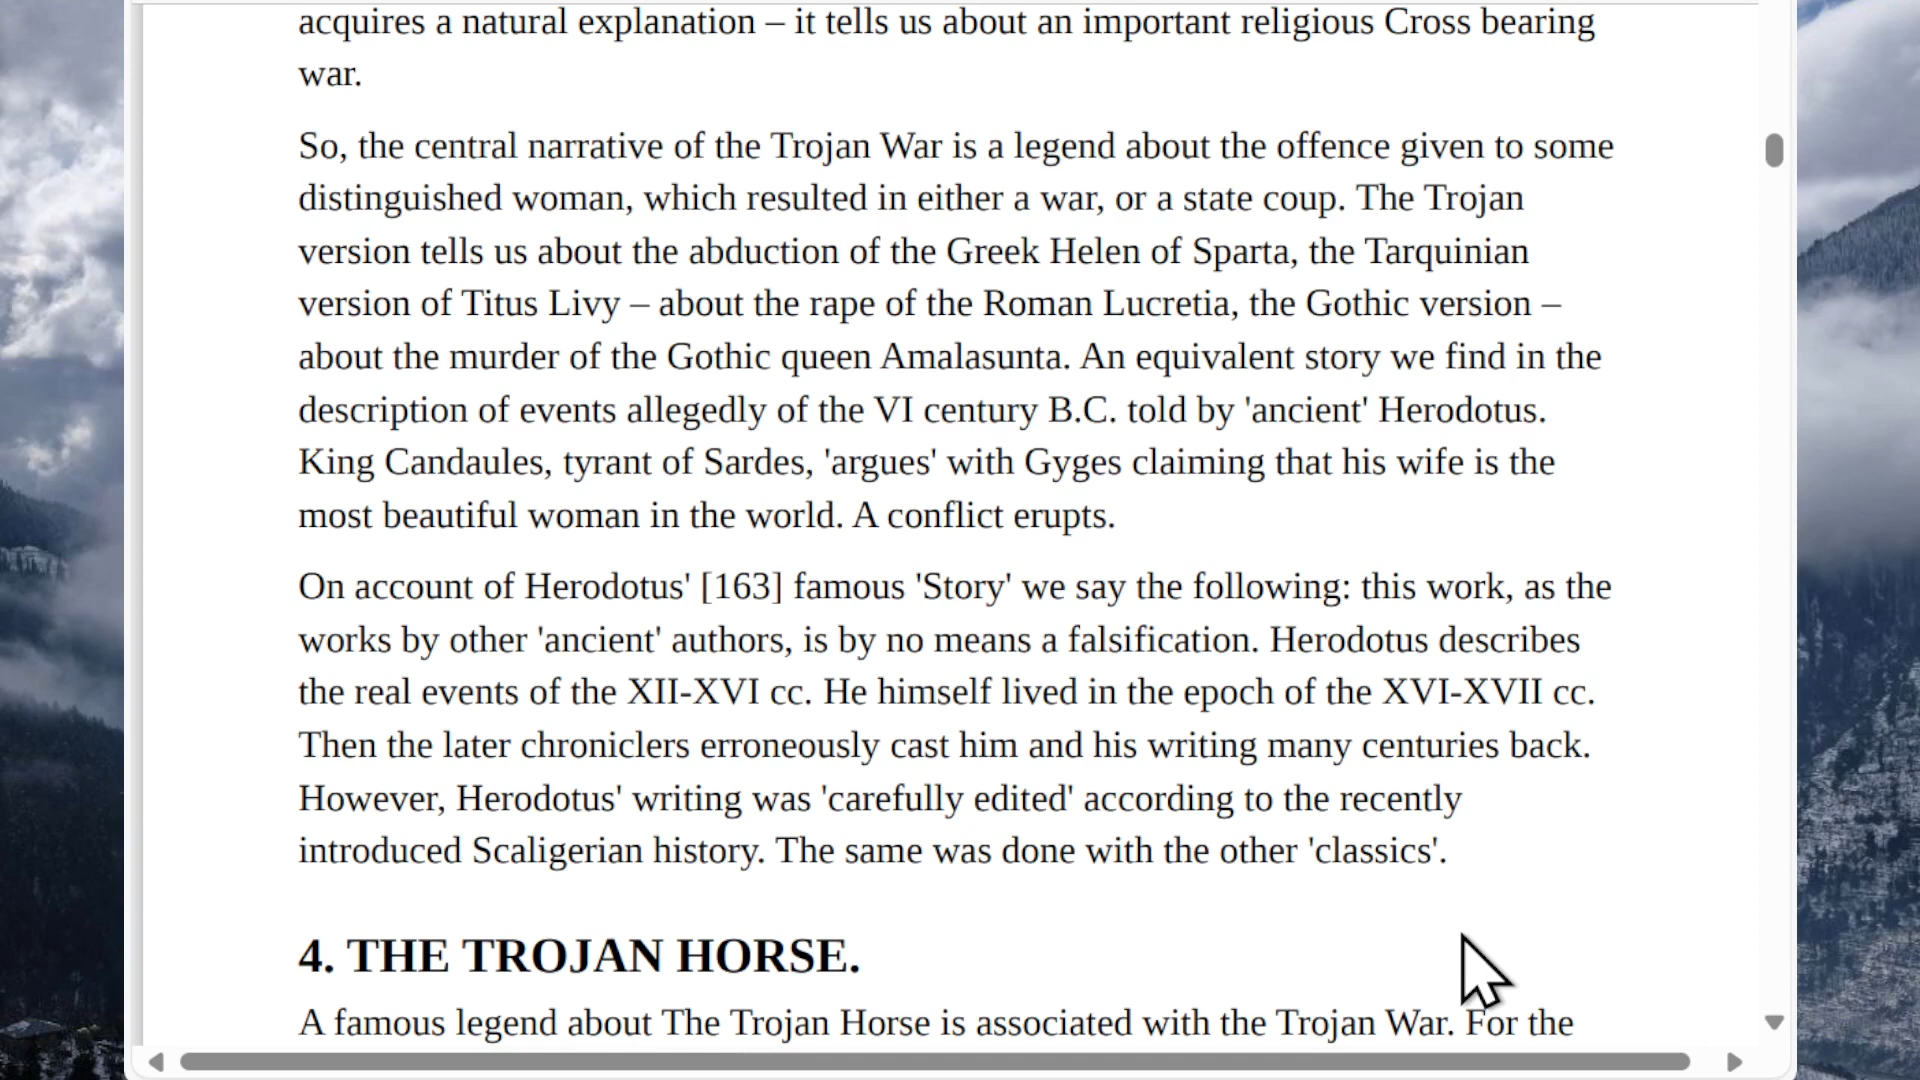 acquires a natural explanation – it tells us about an important religious Cross bearing
war.
So, the central narrative of the Trojan War is a legend about the offence given to some
distinguished woman, which resulted in either a war, or a state coup. The Trojan
version tells us about the abduction of the Greek Helen of Sparta, the Tarquinian
version of Titus Livy – about the rape of the Roman Lucretia, the Gothic version –
about the murder of the Gothic queen Amalasunta. An equivalent story we find in the
description of events allegedly of the VI century B.C. told by 'ancient' Herodotus.
King Candaules, tyrant of Sardes, 'argues' with Gyges claiming that his wife is the
most beautiful woman in the world. A conflict erupts.
On account of Herodotus' [163] famous 'Story' we say the following: this work, as the
works by other 'ancient' authors, is by no means a falsification. Herodotus describes
the real events of the XII-XVI cc. He himself lived in the epoch of the XVI-XVII cc.
Then the later chroniclers erroneously cast him and his writing many centuries back.
However, Herodotus' writing was 'carefully edited' according to the recently
introduced Scaligerian history. The same was done with the other 'classics'.
4. THE TROJAN HORSE.
A famous legend about The Trojan Horse is associated with the Trojan War. For the